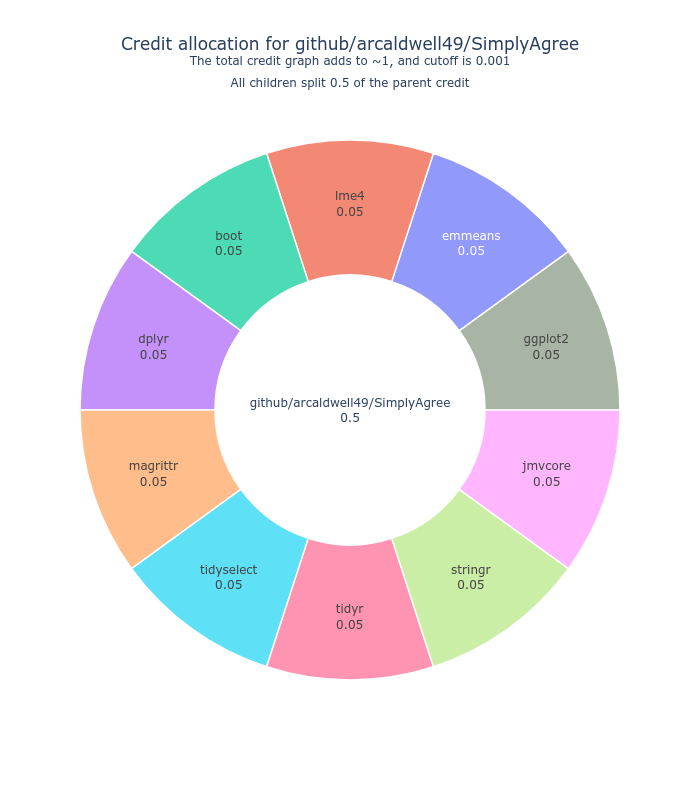 Credit allocation for github/arcaldwell49/SimplyAgree
The total credit graph adds to ~1, and cutoff is 0.001
All children split 0.5 of the parent credit
lme4
0.05
boot
0.05
emmeans
0.05
dplyr
0.05
ggplot2
0.05
github/arcaldwell49/SimplyAgree
0.5
magrittr
0.05
jmvcore
0.05
tidyselect
0.05
stringr
0.05
tidyr
0.05